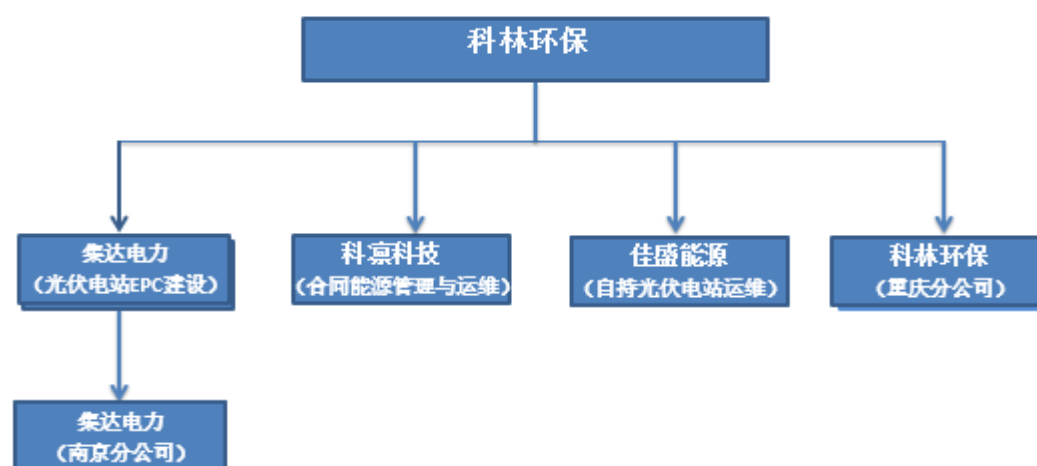 科林环保
集达电力
（光伏电站EPC建设）
科凛科技
（合同能源管理与运维）
佳盛能源
（自持光伏电站运维）
科林环保
（重庆分公司）
集达电力
（南京分公司）